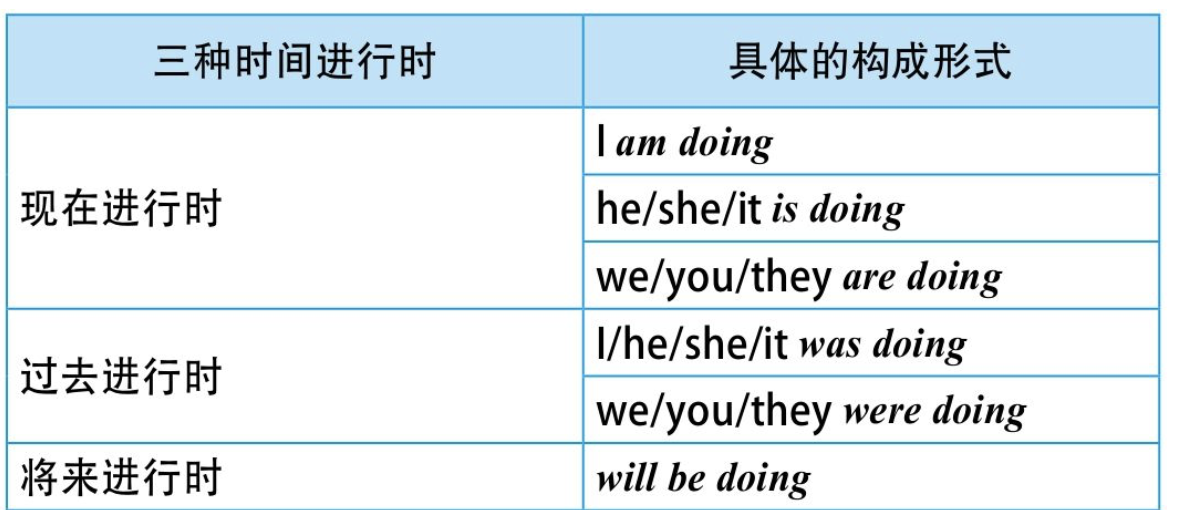 三种时间进行时 具体的构成形式
现在进行时
I am doing
he/she/it is doing
we/you/they are doing
过去进行时
I/he/she/it was doing
we/you/they were doing
将来进行时 will be doing